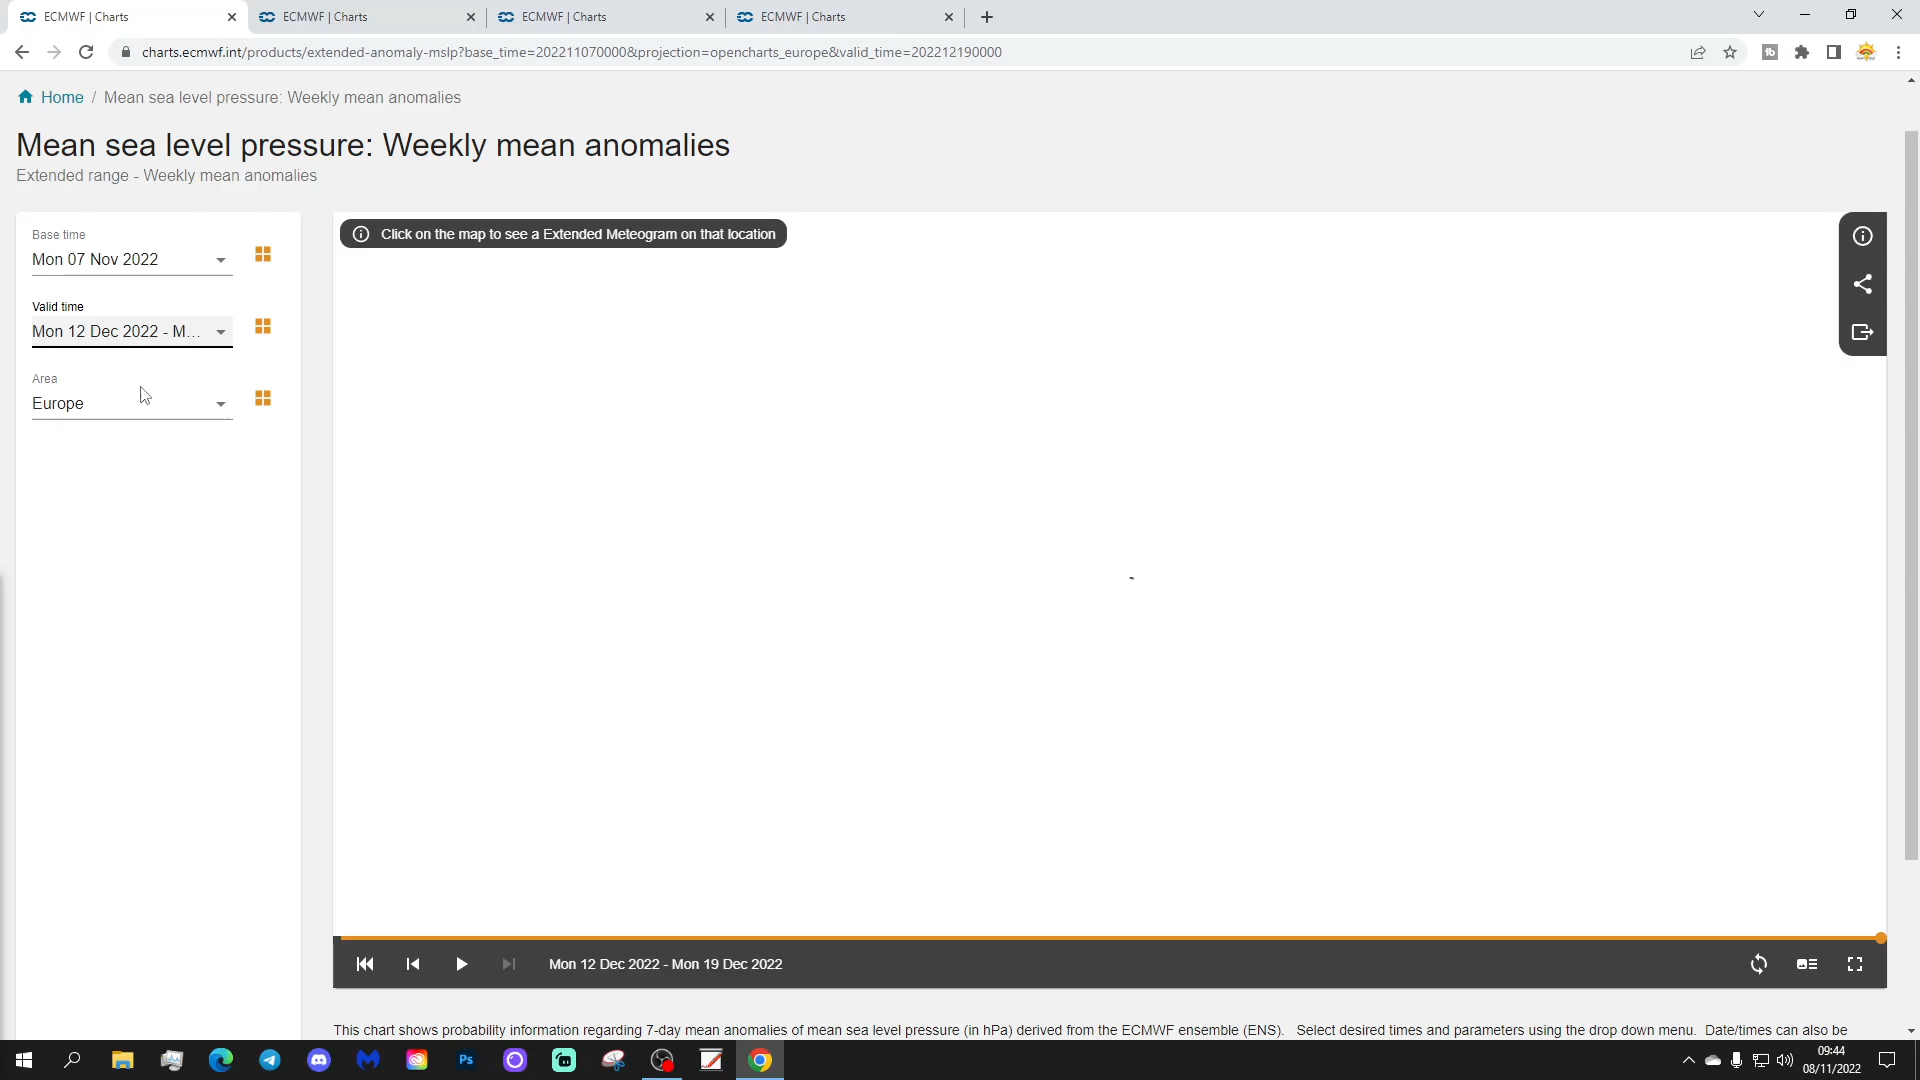 ECMWF | Charts
ECMWF | Charts
ECMWF | Charts
ECMWF | Charts
charts.ecmwf.int/products/extended-anomaly-mslp?base_time=202211070000&projection=opencharts_europe&valid_time=202212190000
Home / Mean sea level pressure: Weekly mean anomalies
Mean sea level pressure: Weekly mean anomalies
Extended range - Weekly mean anomalies
Base time
Mon 07 Nov 2022
Valid time
Mon 12 Dec 2022 - M...
Area
Europe
Click on the map to see a Extended Meteogram on that location
Mon 12 Dec 2022 - Mon 19 Dec 2022
This chart shows probability information regarding 7-day mean anomalies of mean sea level pressure (in hPa) derived from the ECMWF ensemble (ENS). Select desired times and parameters using the drop down menu. Date/times can also be
Ps
09:44
08/11/2022